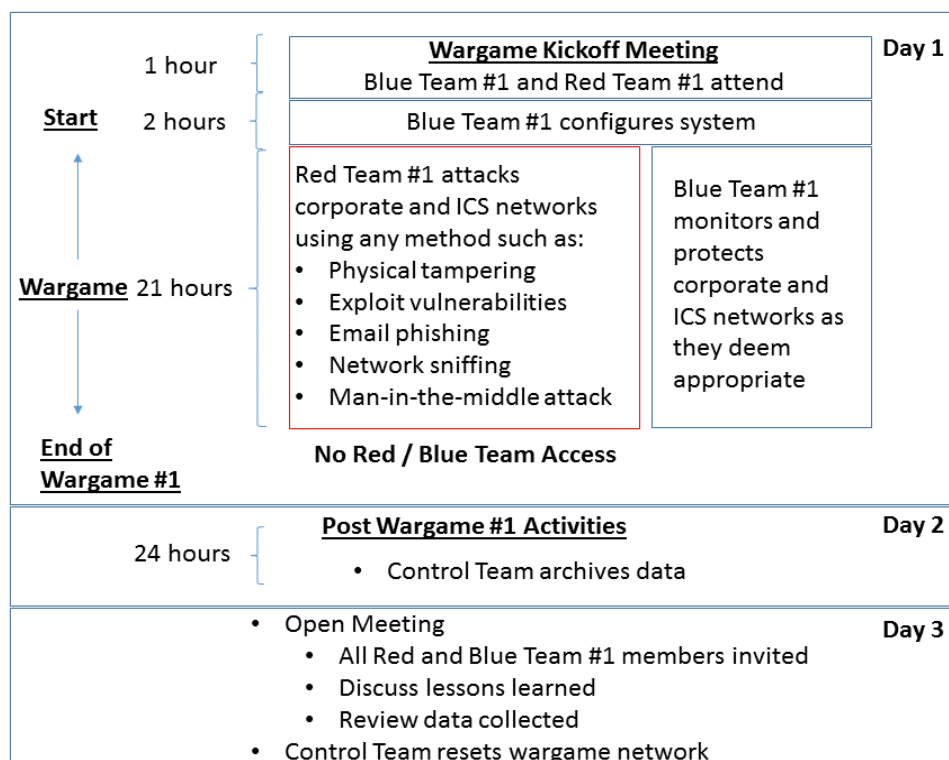 Wargame Kickoff Meeting
Day 1
1 hour
Blue Team #1 and Red Team #1 attend
Start
2 hours
Blue Team #1 configures system
Red Team #1 attacks
corporate and ICS networks
using any method such as:
• Physical tampering
• Exploit vulnerabilities
• Email phishing
• Network sniffing
• Man-in-the-middle attack
Blue Team #1
monitors and
protects
corporate and
ICS networks as
they deem
appropriate
Wargame
21 hours
End of
Wargame #1
No Red / Blue Team Access
Post Wargame #1 Activities
Day 2
24 hours
• Control Team archives data
Day 3
• Open Meeting
• All Red and Blue Team #1 members invited
• Discuss lessons learned
• Review data collected
• Control Team resets wargame network